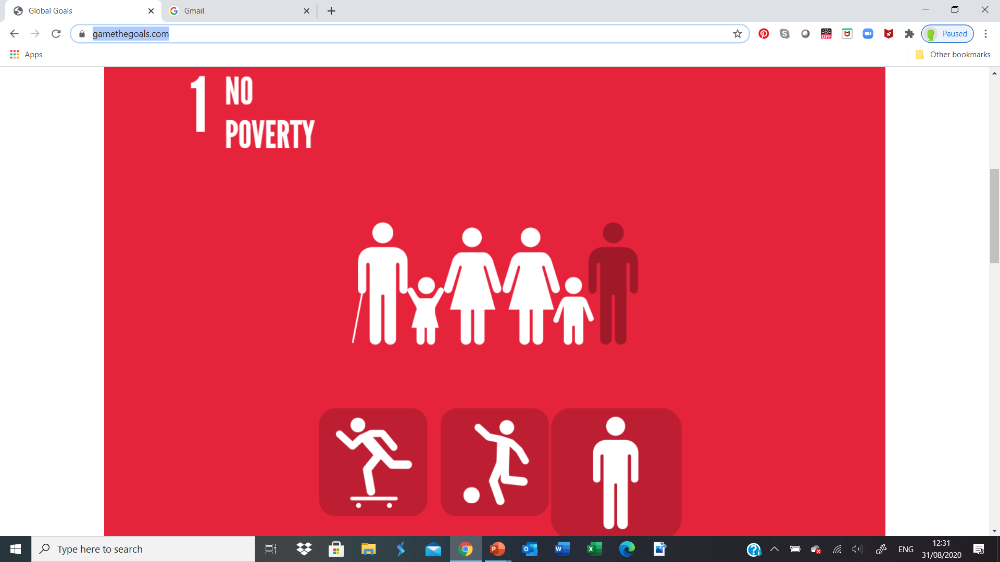 Global Goals
Gmail
gamethegoals.com
OFF
Paused
Apps
Other bookmarks
1 NO
POVERTY
Type here to search
ENG
12:31
31/08/2020